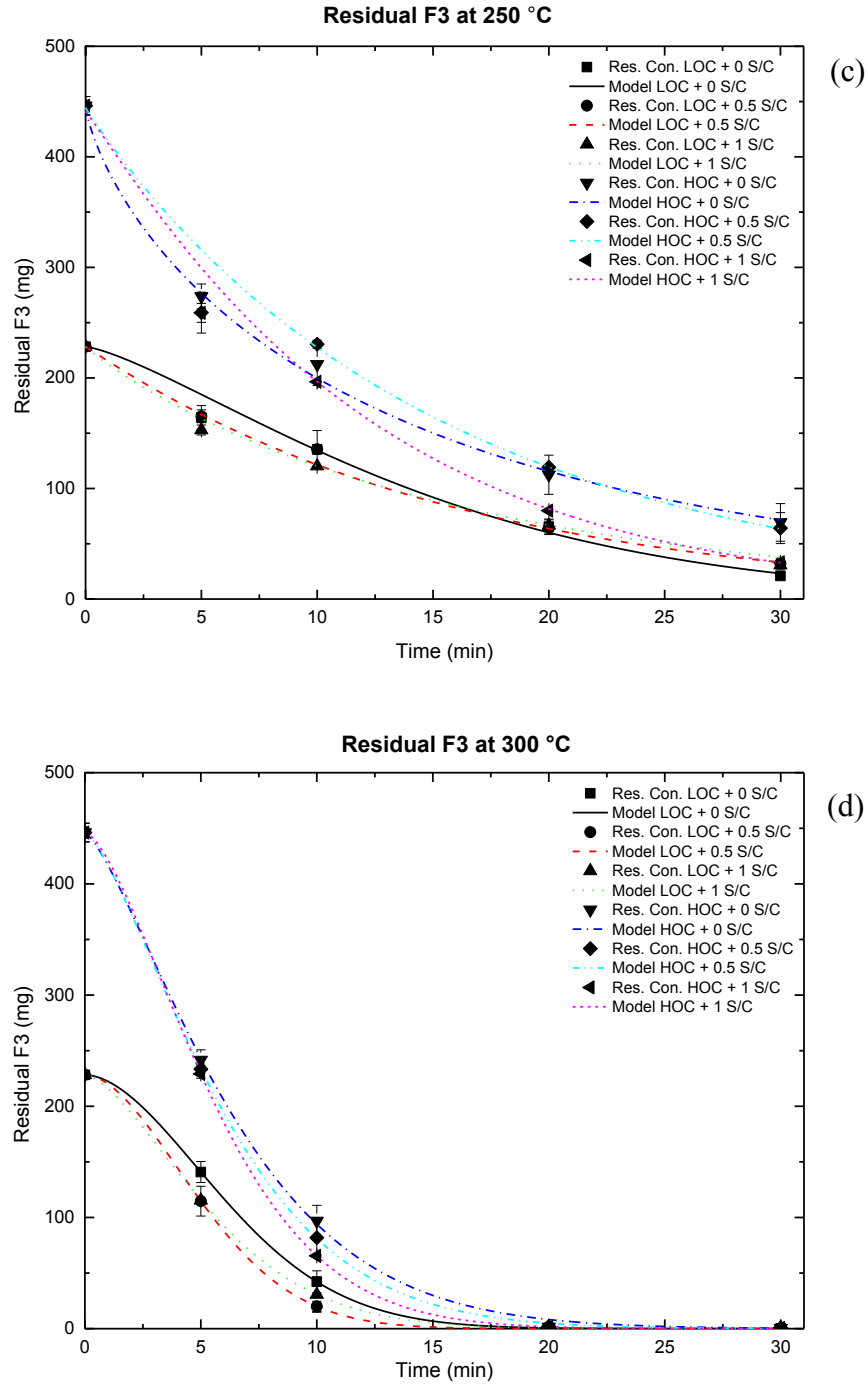 Residual F3 at 250 °C
(c)
500
400
300
200
100
0
Residual F3 (mg)
Res. Con. LOC + 0 S/C
Model LOC + 0 S/C
Res. Con. LOC + 0.5 S/C
Model LOC + 0.5 S/C
Res. Con. LOC + 1 S/C
Model LOC + 1 S/C
Res. Con. HOC + 0 S/C
Model HOC + 0 S/C
Res. Con. HOC + 0.5 S/C
Model HOC + 0.5 S/C
Res. Con. HOC + 1 S/C
Model HOC + 1 S/C
0 5 10 15 20 25 30
Time (min)
Residual F3 at 300 °C
(d)
500
400
300
200
100
0
Residual F3 (mg)
Res. Con. LOC + 0 S/C
Model LOC + 0 S/C
Res. Con. LOC + 0.5 S/C
Model LOC + 0.5 S/C
Res. Con. LOC + 1 S/C
Model LOC + 1 S/C
Res. Con. HOC + 0 S/C
Model HOC + 0 S/C
Res. Con. HOC + 0.5 S/C
Model HOC + 0.5 S/C
Res. Con. HOC + 1 S/C
Model HOC + 1 S/C
0 5 10 15 20 25 30
Time (min)